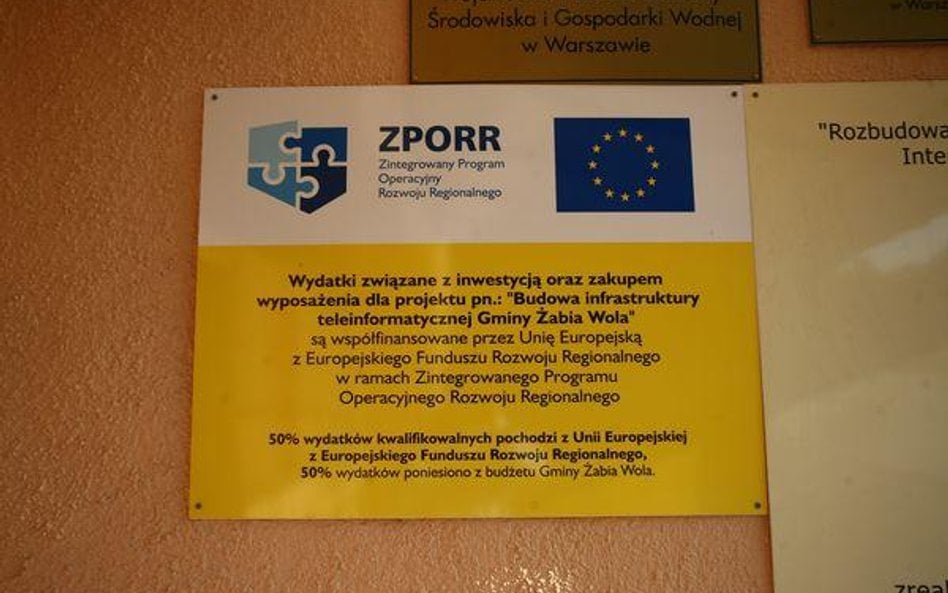 Środowiska i Gospodarki Wodnej
w Warszawie
w Warsza
ZPORR
Zintegrowany Program
Operacyjny
Rozwoju Regionalnego
"Rozbudowa
Inte
Wydatki związane z inwestycją oraz zakupem
wyposażenia dla projektu pn.: "Budowa infrastruktury
teleinformatycznej Gminy Żabia Wola"
są współfinansowane przez Unię Europejską
z Europejskiego Funduszu Rozwoju Regionalnego
w ramach Zintegrowanego Programu
Operacyjnego Rozwoju Regionalnego
50% wydatków kwalifikowalnych pochodzi z Unii Europejskiej
z Europejskiego Funduszu Rozwoju Regionalnego,
50% wydatków poniesiono z budżetu Gminy Żabia Wola.
zreal